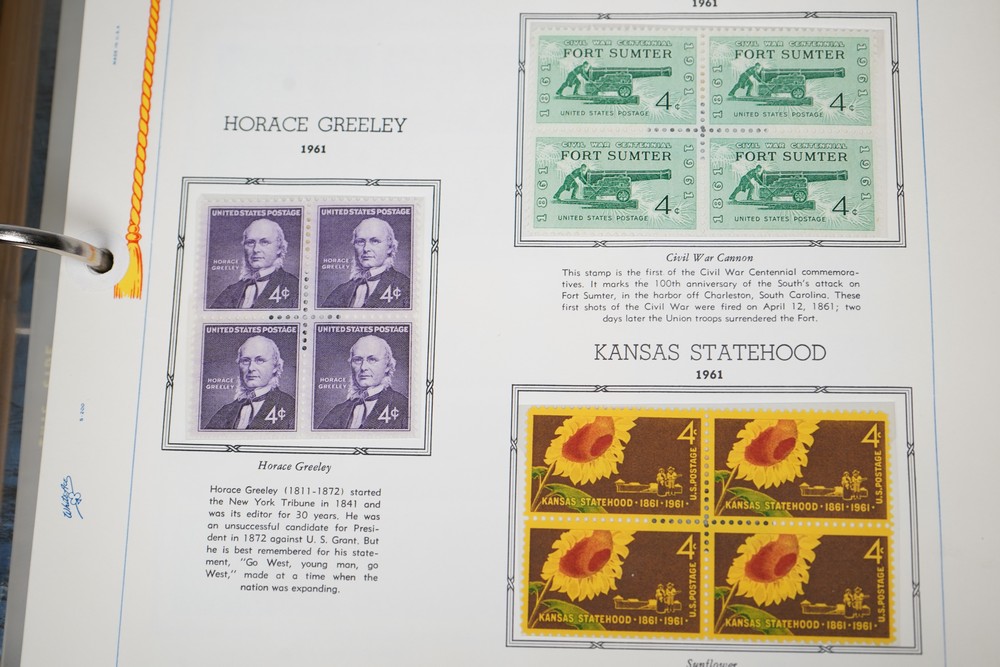 MADE IN U.S.A.
HORACE GREELEY
1961
UNITED STATES POSTAGE
HORACE
GREELEY
4¢
UNITED STATES POSTAGE
HORACE
GREELEY
4¢
UNITED STATES POSTAGE
HORACE
GREELEY
4¢
UNITED STATES POSTAGE
HORACE
GREELEY
4¢
Horace Greeley
Horace Greeley (1811-1872) started
the New York Tribune in 1841 and
was its editor for 30 years. He was
an unsuccessful candidate for Presi-
dent in 1872 against U. S. Grant. But
he is best remembered for his state-
ment, "Go West, young man, go
West," made at a time when the
nation was expanding.
White Ace
1961
CIVIL WAR CENTENNIAL
FORT SUMTER
1861
1961
4¢
UNITED STATES POSTAGE
CIVIL WAR CENTENNIAL
FORT SUMTER
1861
1961
4¢
UNITED STATES POSTAGE
CIVIL WAR CENTENNIAL
FORT SUMTER
1861
1961
4¢
UNITED STATES POSTAGE
CIVIL WAR CENTENNIAL
FORT SUMTER
1861
1961
4¢
UNITED STATES POSTAGE
Civil War Cannon
This stamp is the first of the Civil War Centennial commemora-
tives. It marks the 100th anniversary of the South's attack on
Fort Sumter, in the harbor off Charleston, South Carolina. These
first shots of the Civil War were fired on April 12, 1861; two
days later the Union troops surrendered the Fort.
KANSAS STATEHOOD
1961
4¢
U.S.POSTAGE
KANSAS STATEHOOD · 1861 · 1961
4¢
U.S.POSTAGE
KANSAS STATEHOOD · 1861 · 1961
4¢
U.S.POSTAGE
KANSAS STATEHOOD · 1861 · 1961
4¢
U.S.POSTAGE
KANSAS STATEHOOD · 1861 · 1961
Sunflower